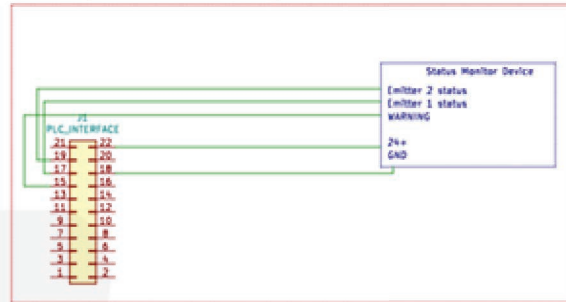 Status Monitor Device
Emitter 2 status
Emitter 1 status
WARNING
24+
GND
J1
PLC_INTERFACE
21 22
19 20
17 18
15 16
13 14
11 12
9 10
7 8
5 6
3 4
1 2